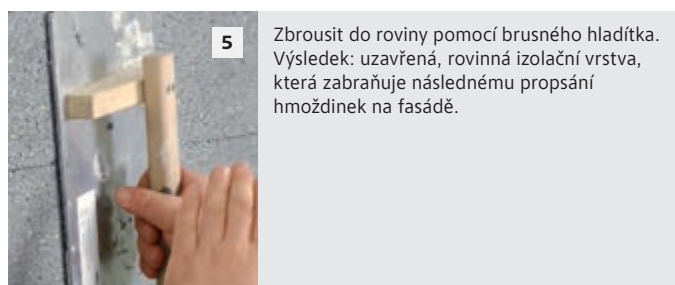 5
Zbrousit do roviny pomocí brusného hladítka.
Výsledek: uzavřená, rovinná izolační vrstva,
která zabraňuje následnému propsání
hmoždinek na fasádě.